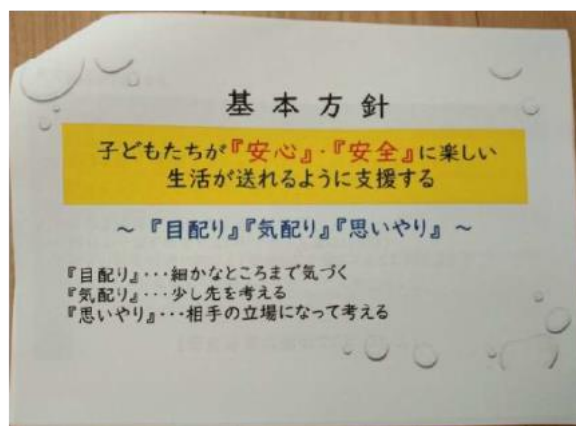 基本方針
子どもたちが『安心』・『安全』に楽しい
生活が送れるように支援する
～『目配り』『気配り』『思いやり』～
『目配り』・・・細かなところまで気づく
『気配り』・・・少し先を考える
『思いやり』・・・相手の立場になって考える